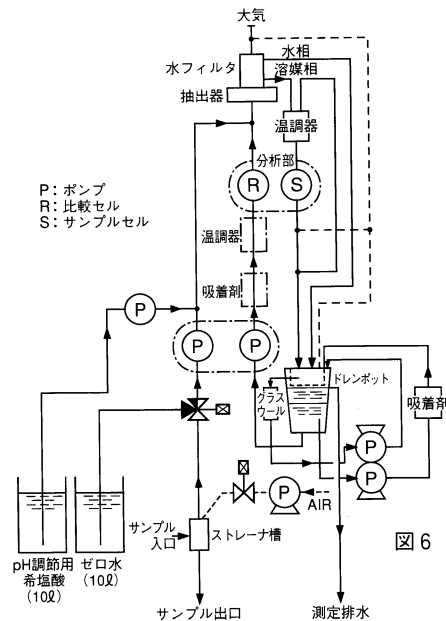 大気
水相
水フィルタ
溶媒相
抽出器
温調器
分析部
P：ポンプ
R：比較セル
S：サンプルセル
R
S
温調器
吸着剤
P
P
P
ドレンポット
グラス
ウール
吸着剤
P
P
P
AIR
サンプル
入口
ストレーナ槽
pH調節用
希塩酸
(10ℓ)
ゼロ水
(10ℓ)
図6
サンプル出口
測定排水